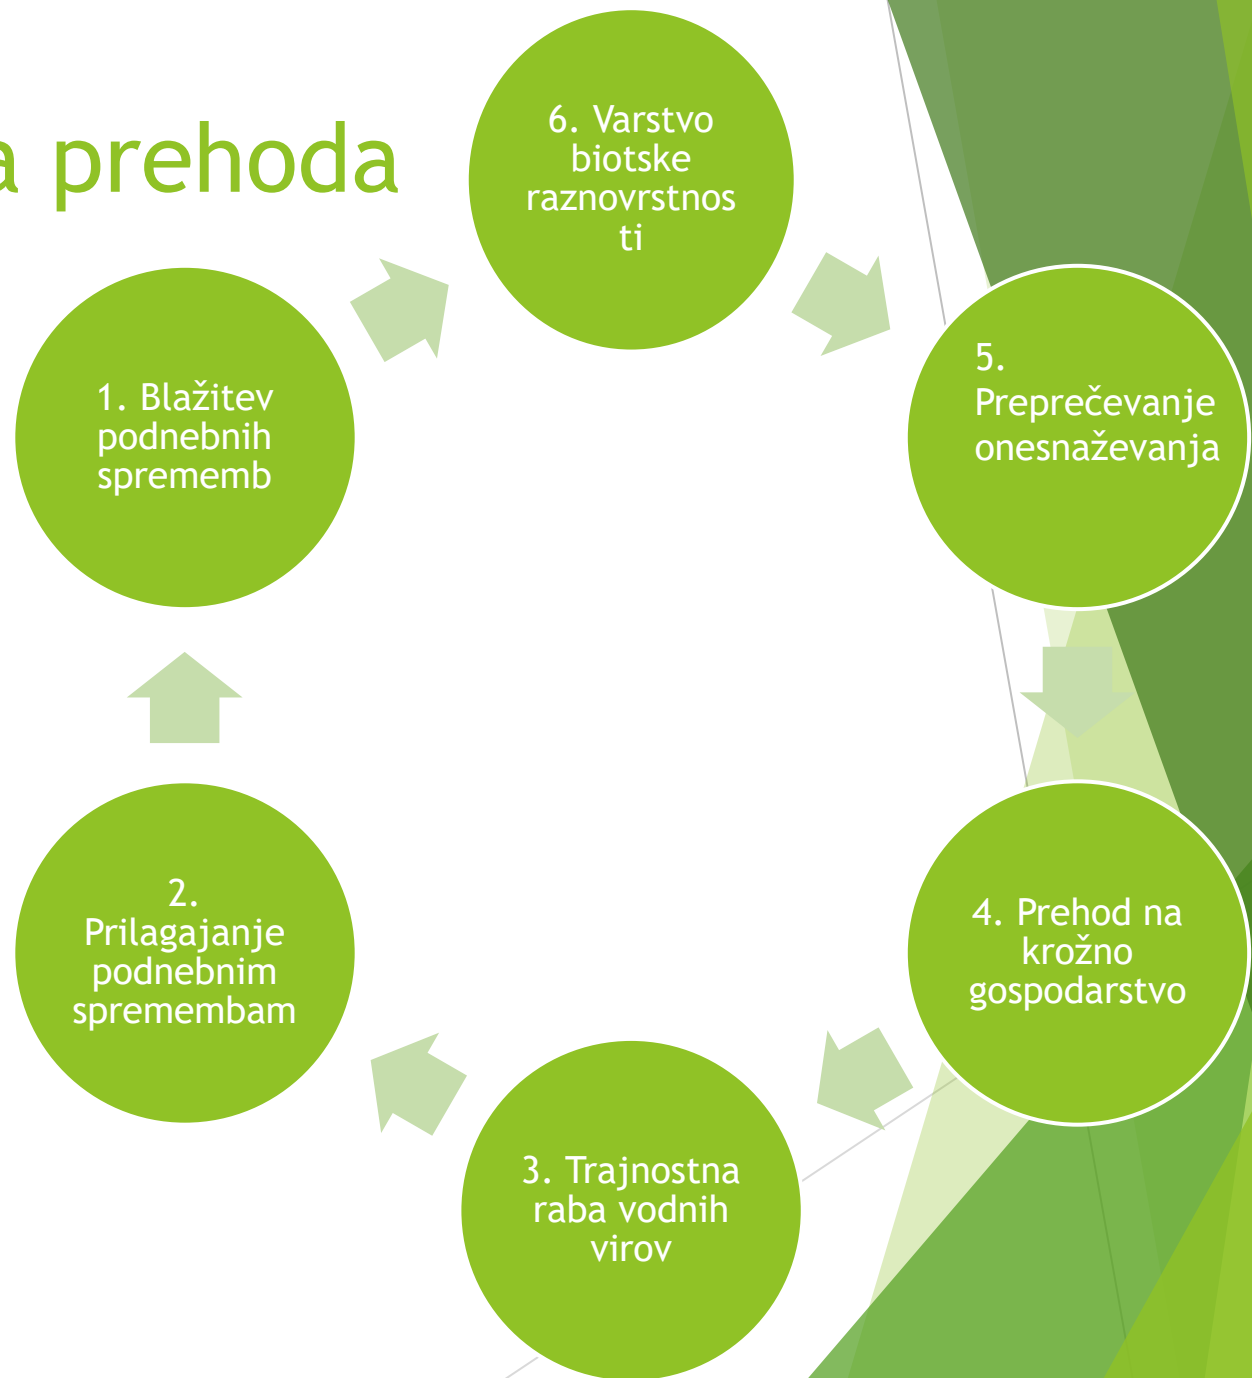 a prehoda
6. Varstvo
biotske
raznovrstnos
ti
5.
Preprečevanje
onesnaževanja
1. Blažitev
podnebnih
sprememb
2.
Prilagajanje
podnebnim
spremembam
4. Prehod na
krožno
gospodarstvo
3. Trajnostna
raba vodnih
virov